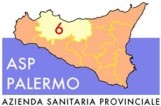 6
ASP
PALERMO
AZIENDA SANITARIA PROVINCIALE